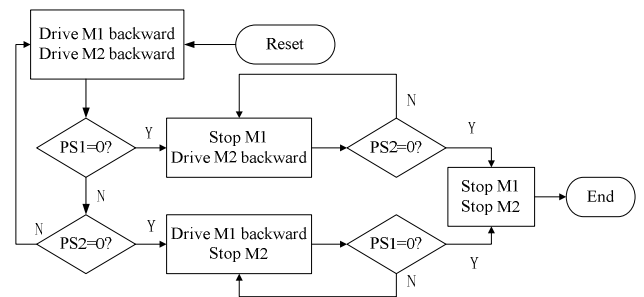 Drive M1 backward
Drive M2 backward
Reset
N
PS1=0?
Y
Stop M1
Drive M2 backward
PS2=0?
Y
Stop M1
Stop M2
End
N
N
PS2=0?
Y
Drive M1 backward
Stop M2
PS1=0?
Y
N